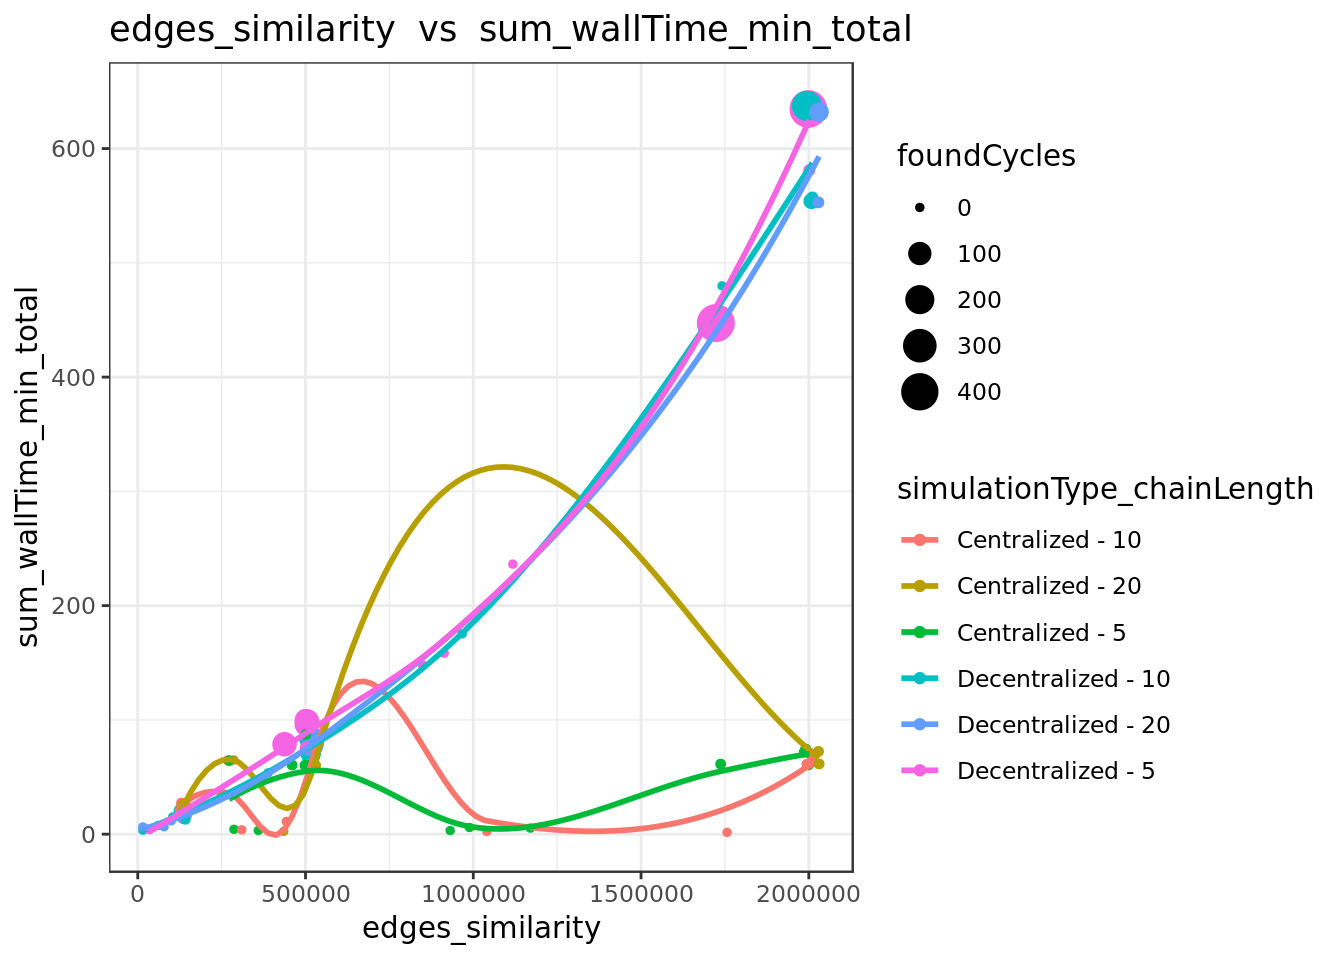 edges_similarity  vs  sum_wallTime_min_total
sum_wallTime_min_total
600
400
200
0
0
500000
1000000
1500000
2000000
edges_similarity
foundCycles
0
100
200
300
400
simulationType_chainLength
Centralized - 10
Centralized - 20
Centralized - 5
Decentralized - 10
Decentralized - 20
Decentralized - 5